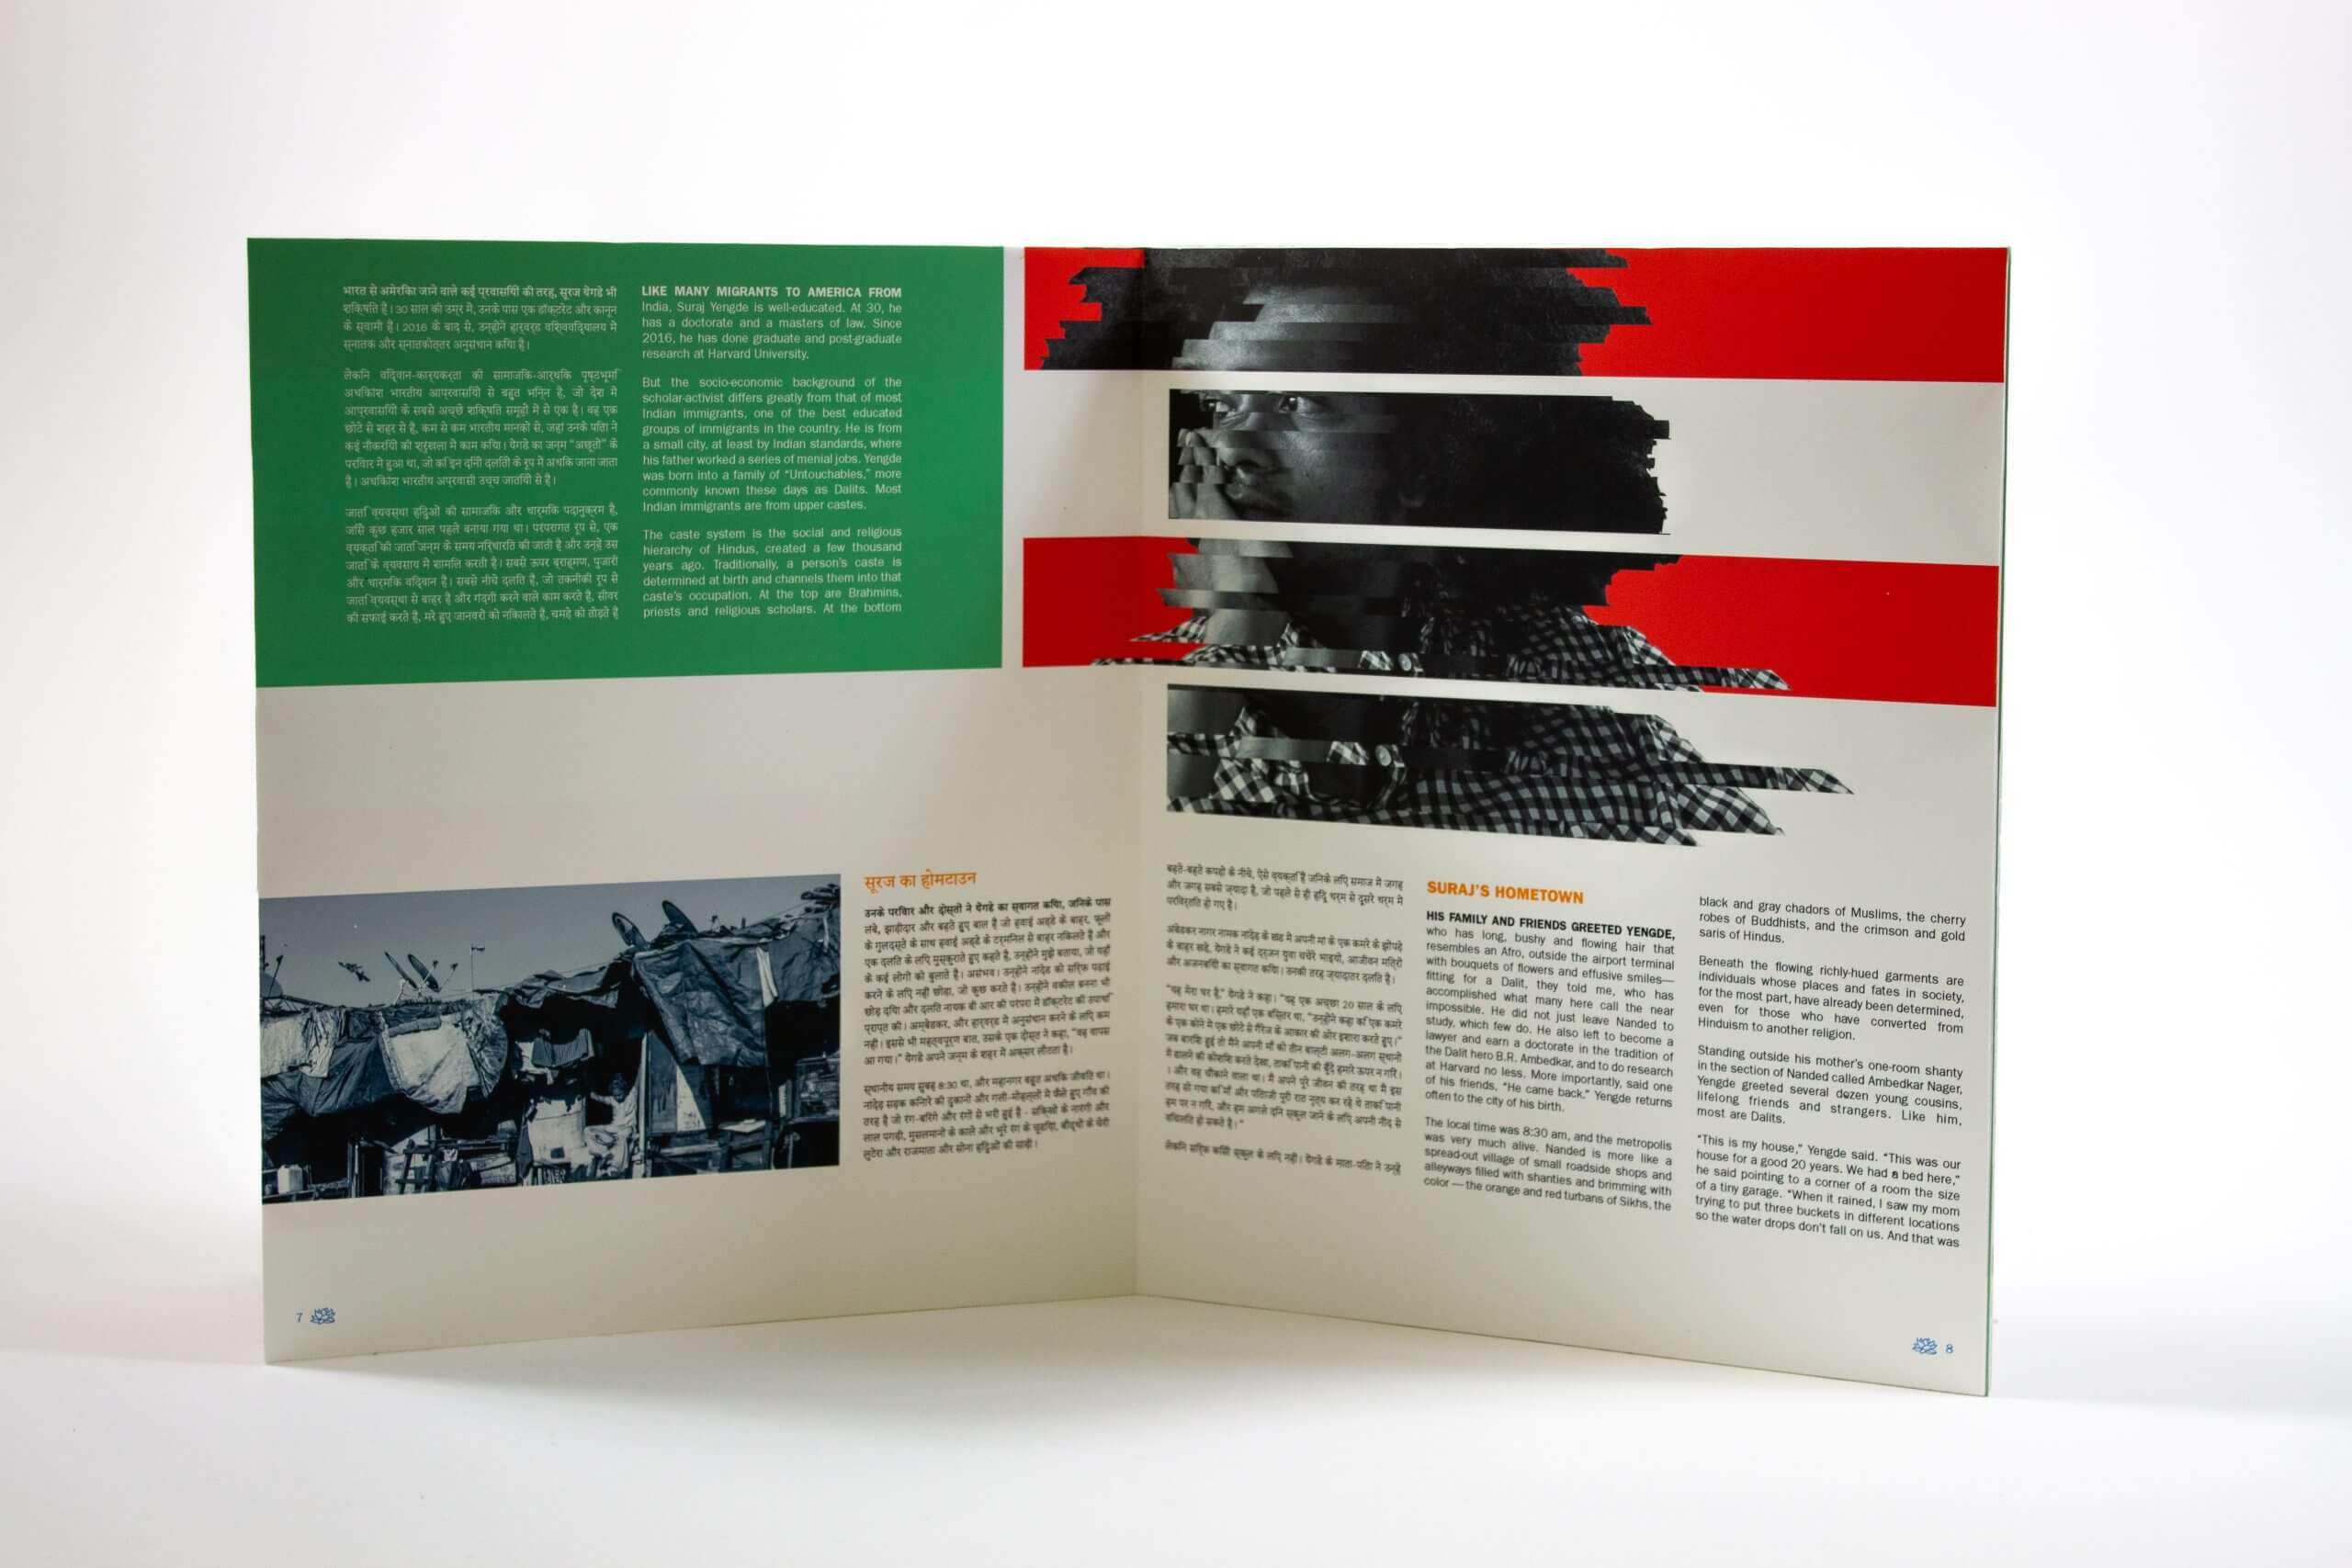 भारत से अमेरिका जाने वाले कई प्रवासियों की तरह, सूरज येंगडे भी
शिक्षित हैं। 30 साल की उम्र में, उनके पास एक डॉक्टरेट और कानून
के स्वामी हैं। 2016 के बाद से, उन्होंने हार्वर्ड विश्वविद्यालय में
स्नातक और स्नातकोत्तर अनुसंधान किया है।
लेकिन विद्वान-कार्यकर्ता की सामाजिक-आर्थिक पृष्ठभूमि
अधिकांश भारतीय आप्रवासियों से बहुत भिन्न है, जो देश में
आप्रवासियों के सबसे अच्छे शिक्षित समूहों में से एक है। वह एक
छोटे से शहर से है, कम से कम भारतीय मानकों से, जहां उनके पिता ने
कई नौकरियों की श्रृंखला में काम किया। येंगडे का जन्म "अछूतों" के
परिवार में हुआ था, जो कि इन दिनों दलितों के रूप में अधिक जाना जाता
है। अधिकांश भारतीय अप्रवासी उच्च जातियों से हैं।
जाति व्यवस्था हिंदुओं की सामाजिक और धार्मिक पदानुक्रम है,
जिसे कुछ हजार साल पहले बनाया गया था। परंपरागत रूप से, एक
व्यक्ति की जाति जन्म के समय निर्धारित की जाती है और उन्हें उस
जाति के व्यवसाय में शामिल करती है। सबसे ऊपर ब्राह्मण, पुजारी
और धार्मिक विद्वान हैं। सबसे नीचे दलित हैं, जो तकनीकी रूप से
जाति व्यवस्था से बाहर हैं और गंदगी करने वाले काम करते हैं, सीवर
की सफाई करते हैं, मरे हुए जानवरों को निकालते हैं, चमड़े को तोड़ते हैं
LIKE MANY MIGRANTS TO AMERICA FROM
India, Suraj Yengde is well-educated. At 30, he
has a doctorate and a masters of law. Since
2016, he has done graduate and post-graduate
research at Harvard University.
But the socio-economic background of the
scholar-activist differs greatly from that of most
Indian immigrants, one of the best educated
groups of immigrants in the country. He is from
a small city, at least by Indian standards, where
his father worked a series of menial jobs. Yengde
was born into a family of “Untouchables,” more
commonly known these days as Dalits. Most
Indian immigrants are from upper castes.
The caste system is the social and religious
hierarchy of Hindus, created a few thousand
years ago. Traditionally, a person's caste is
determined at birth and channels them into that
caste's occupation. At the top are Brahmins,
priests and religious scholars. At the bottom
सूरज का होमटाउन
उनके परिवार और दोस्तों ने येंगडे का स्वागत किया, जिनके पास
लंबे, झाड़ीदार और बहते हुए बाल हैं जो हवाई अड्डे के बाहर, फूलों
के गुलदस्ते के साथ हवाई अड्डे के टर्मिनल से बाहर निकलते हैं और
एक दलित के लिए मुस्कुराते हुए कहते हैं, उन्होंने मुझे बताया, जो यहाँ
के कई लोगों को बुलाते हैं। असंभव। उन्होंने नांदेड़ को सिर्फ पढ़ाई
करने के लिए नहीं छोड़ा, जो कुछ करते हैं। उन्होंने वकील बनना भी
छोड़ दिया और दलित नायक बी आर की परंपरा में डॉक्टरेट की उपाधि
प्राप्त की। अम्बेडकर, और हार्वर्ड में अनुसंधान करने के लिए कम
नहीं। इससे भी महत्वपूर्ण बात, उसके एक दोस्त ने कहा, "वह वापस
आ गया।" येंगडे अपने जन्म के शहर में अक्सर लौटता है।
स्थानीय समय सुबह 8:30 था, और महानगर बहुत अधिक जीवित था।
नांदेड़ सड़क किनारे की दुकानों और गली-मोहल्लों में फैले हुए गाँव की
तरह है जो रंग-बिरंगे और रंगों से भरी हुई है - सिक्खों के नारंगी और
लाल पगड़ी, मुसलमानों के काले और भूरे रंग के चूड़ियां, बौद्धों के चेरी
लुटेरा और राजमाता और सोना हिंदुओं की साड़ी।
7
बहते-बहते कपड़ों के नीचे, ऐसे व्यक्ति हैं जिनके लिए समाज में जगह
और जगह सबसे ज्यादा है, जो पहले से ही हिंदू धर्म से दूसरे धर्म में
परिवर्तित हो गए हैं।
अंबेडकर नागर नामक नांदेड़ के खंड में अपनी मां के एक कमरे के झोंपड़े
के बाहर खड़े, येंगडे ने कई दर्जन युवा चचेरे भाइयों, आजीवन मित्रों
और अजनबियों का स्वागत किया। उनकी तरह ज्यादातर दलित हैं।
"यह मेरा घर है," येंगडे ने कहा। "यह एक अच्छा 20 साल के लिए
हमारा घर था। हमारे यहाँ एक बिस्तर था, "उन्होंने कहा कि एक कमरे
के एक कोने में एक छोटे से गैरेज के आकार की ओर इशारा करते हुए।"
जब बारिश हुई तो मैंने अपनी माँ को तीन बाल्टी अलग-अलग स्थानों
में डालने की कोशिश करते देखा, ताकि पानी की बूँदें हमारे ऊपर न गिरें।
। और वह चौंकाने वाला था। मैं अपने पूरे जीवन की तरह था मैं इस
तरह सो गया कि माँ और पिताजी पूरी रात नृत्य कर रहे थे ताकि पानी
हम पर न गिरे, और हम अगले दिन स्कूल जाने के लिए अपनी नींद से
विचलित हो सकते हैं।"
लेकिन सिर्फ किसी स्कूल के लिए नहीं। येंगडे के माता-पिता ने उन्हें
SURAJ'S HOMETOWN
HIS FAMILY AND FRIENDS GREETED YENGDE,
who has long, bushy and flowing hair that
resembles an Afro, outside the airport terminal
with bouquets of flowers and effusive smiles—
fitting for a Dalit, they told me, who has
accomplished what many here call the near
impossible. He did not just leave Nanded to
study, which few do. He also left to become a
lawyer and earn a doctorate in the tradition of
the Dalit hero B.R. Ambedkar, and to do research
at Harvard no less. More importantly, said one
of his friends, “He came back.” Yengde returns
often to the city of his birth.
The local time was 8:30 am, and the metropolis
was very much alive. Nanded is more like a
spread-out village of small roadside shops and
alleyways filled with shanties and brimming with
color — the orange and red turbans of Sikhs, the
black and gray chadors of Muslims, the cherry
robes of Buddhists, and the crimson and gold
saris of Hindus.
Beneath the flowing richly-hued garments are
individuals whose places and fates in society,
for the most part, have already been determined,
even for those who have converted from
Hinduism to another religion.
Standing outside his mother's one-room shanty
in the section of Nanded called Ambedkar Nager,
Yengde greeted several dozen young cousins,
lifelong friends and strangers. Like him,
most are Dalits.
“This is my house,” Yengde said. “This was our
house for a good 20 years. We had a bed here,”
he said pointing to a corner of a room the size
of a tiny garage. “When it rained, I saw my mom
trying to put three buckets in different locations
so the water drops don't fall on us. And that was
8